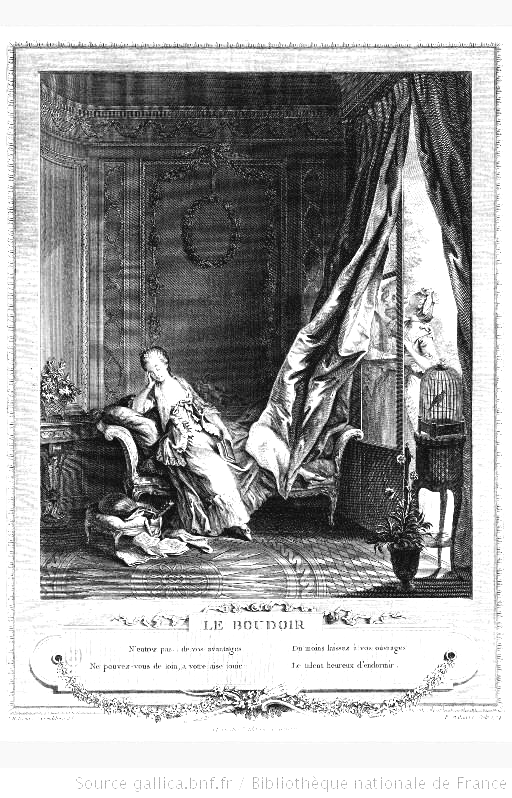 LE BOUDOIR
N'entrez pas... de vos avantages
Ne pouvez-vous de loin, à votre aise jouir
Du moins laissez à vos ouvrages
Le talent heureux d'endormir.
Source gallica.bnf.fr / Bibliothèque nationale de France